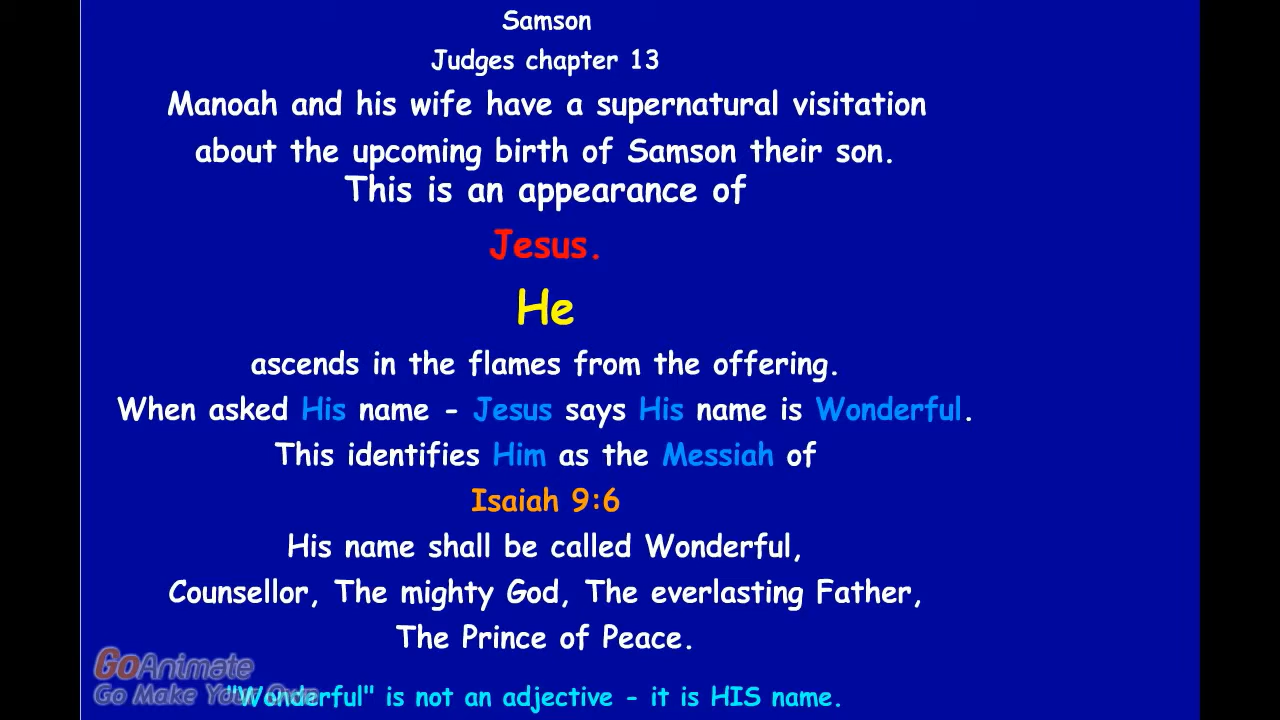 Samson
Judges chapter 13
Manoah and his wife have a supernatural visitation
about the upcoming birth of Samson their son.
This is an appearance of
Jesus.
He
ascends in the flames from the offering.
When asked His name - Jesus says His name is Wonderful.
This identifies Him as the Messiah of
Isaiah 9:6
His name shall be called Wonderful,
Counsellor, The mighty God, The everlasting Father,
The Prince of Peace.
GoAnimate
Go Make Your Own
"Wonderful" is not an adjective - it is HIS name.